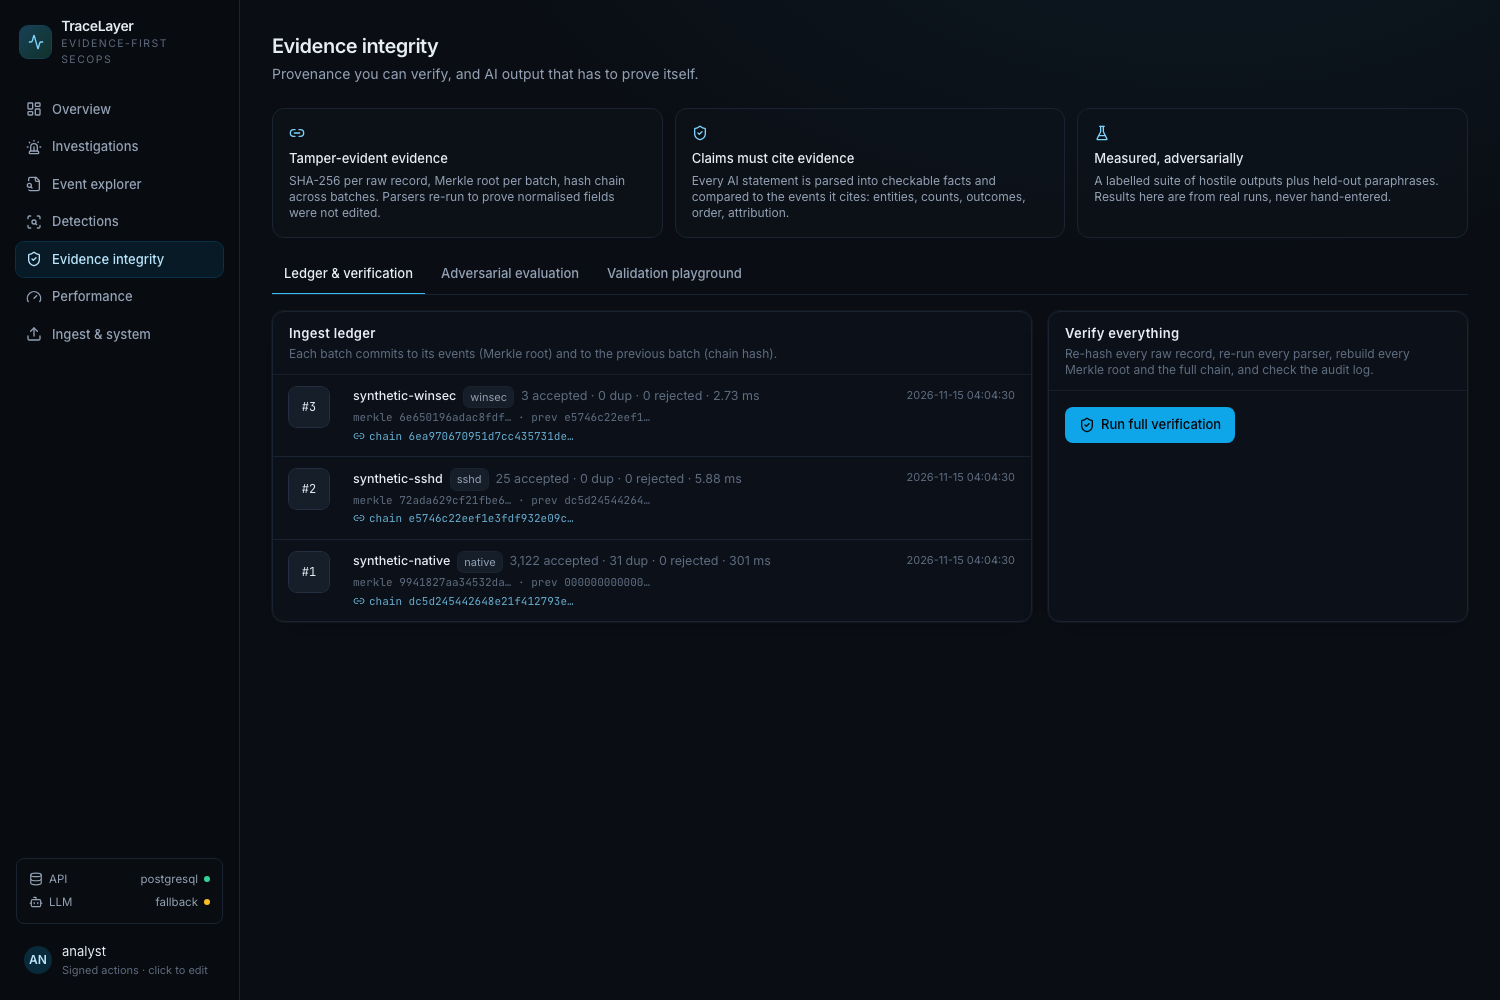 TraceLayer
EVIDENCE-FIRST
SECOPS
Overview
Investigations
Event explorer
Detections
Evidence integrity
Performance
Ingest & system
API postgresql
LLM fallback
AN
analyst
Signed actions · click to edit
Evidence integrity
Provenance you can verify, and AI output that has to prove itself.
Tamper-evident evidence
SHA-256 per raw record, Merkle root per batch, hash chain
across batches. Parsers re-run to prove normalised fields
were not edited.
Claims must cite evidence
Every AI statement is parsed into checkable facts and
compared to the events it cites: entities, counts, outcomes,
order, attribution.
Measured, adversarially
A labelled suite of hostile outputs plus held-out paraphrases.
Results here are from real runs, never hand-entered.
Ledger & verification Adversarial evaluation Validation playground
Ingest ledger
Each batch commits to its events (Merkle root) and to the previous batch (chain hash).
#3
synthetic-winsec winsec 3 accepted · 0 dup · 0 rejected · 2.73 ms 2026-11-15 04:04:30
merkle 6e650196adac8fdf… · prev e5746c22eef1…
chain 6ea970670951d7cc435731de…
#2
synthetic-sshd sshd 25 accepted · 0 dup · 0 rejected · 5.88 ms 2026-11-15 04:04:30
merkle 72ada629cf21fbe6… · prev dc5d24544264…
chain e5746c22eef1e3fdf932e09c…
#1
synthetic-native native 3,122 accepted · 31 dup · 0 rejected · 301 ms 2026-11-15 04:04:30
merkle 9941827aa34532da… · prev 000000000000…
chain dc5d245442648e21f412793e…
Verify everything
Re-hash every raw record, re-run every parser, rebuild every
Merkle root and the full chain, and check the audit log.
Run full verification